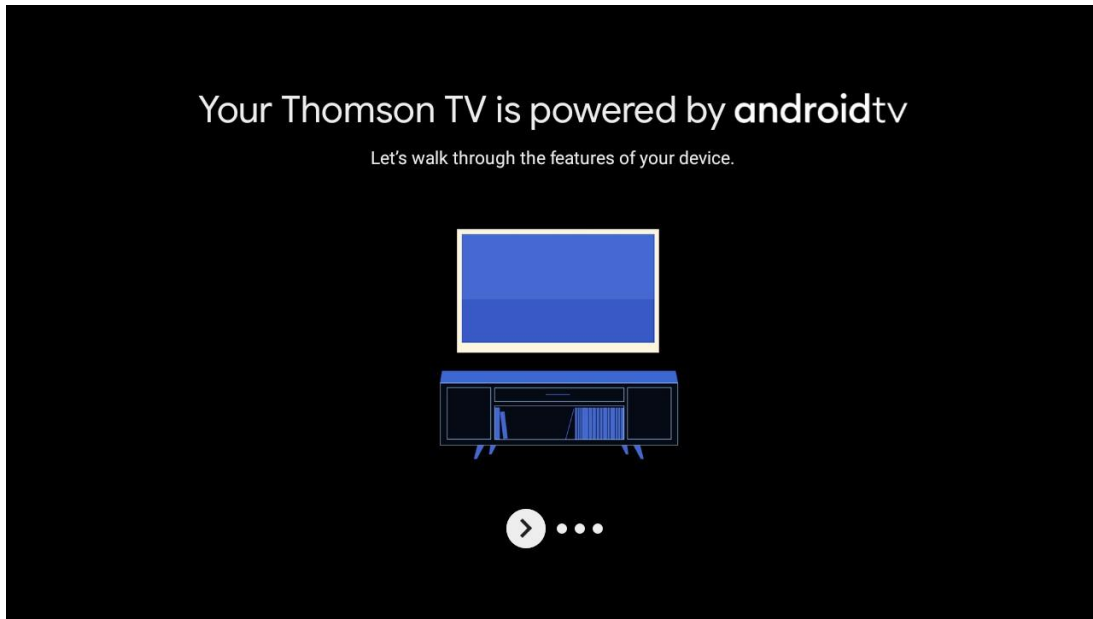 Your Thomson TV is powered by androidtv
Let's walk through the features of your device.